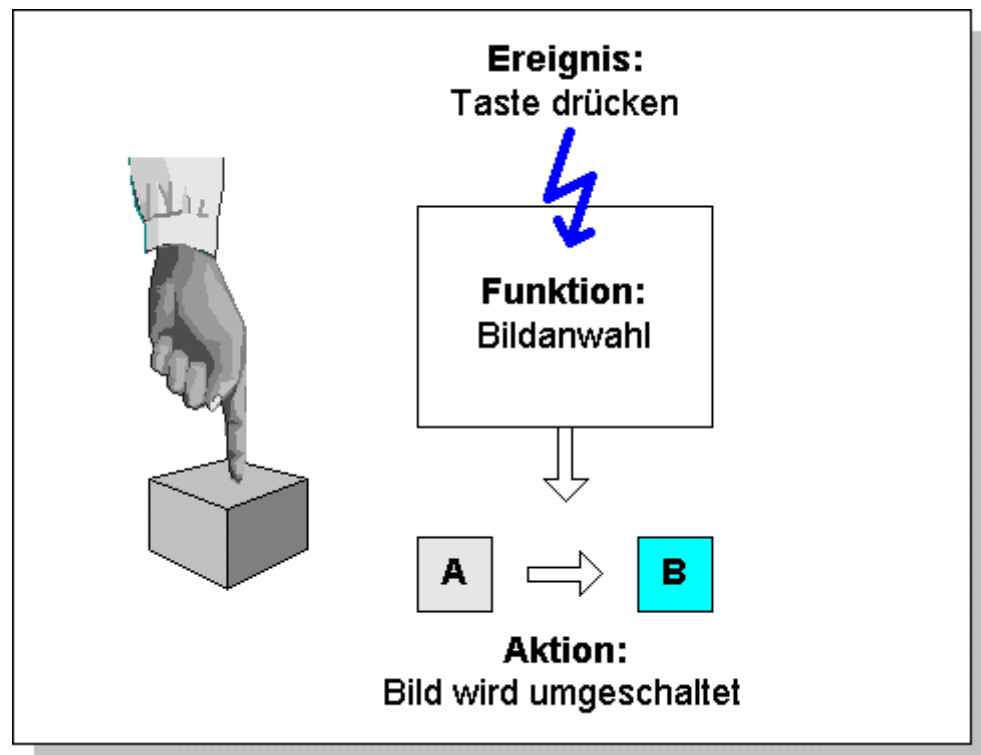 Ereignis:
Taste drücken
Funktion:
Bildanwahl
A B
Aktion:
Bild wird umgeschaltet